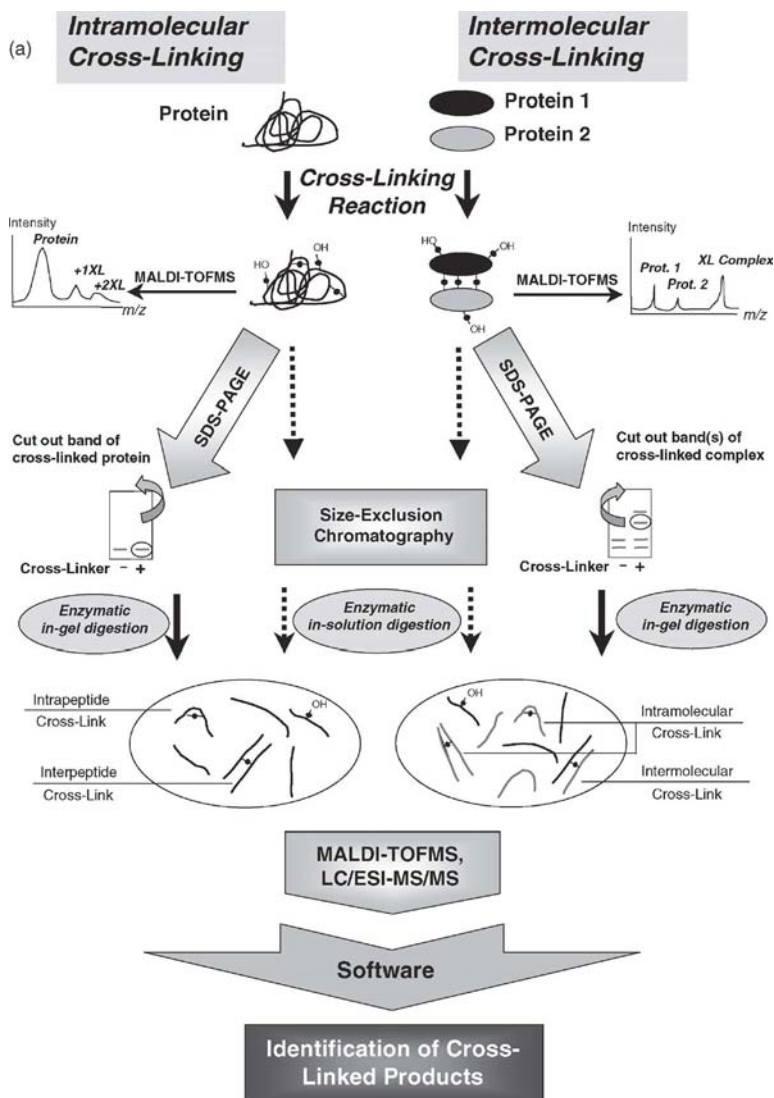 (a)
Intramolecular
Cross-Linking
Intermolecular
Cross-Linking
Protein
Protein 1
Protein 2
Cross-Linking
Reaction
Intensity
Protein
+1XL
+2XL
m/z
MALDI-TOFMS
HO
OH
HO
OH
OH
MALDI-TOFMS
Intensity
Prot. 1
Prot. 2
XL Complex
m/z
SDS-PAGE
SDS-PAGE
Cut out band of
cross-linked protein
Cut out band(s) of
cross-linked complex
Size-Exclusion
Chromatography
Cross-Linker - +
Cross-Linker - +
Enzymatic
in-gel digestion
Enzymatic
in-solution digestion
Enzymatic
in-gel digestion
Intrapeptide
Cross-Link
Interpeptide
Cross-Link
OH
OH
Intramolecular
Cross-Link
Intermolecular
Cross-Link
MALDI-TOFMS,
LC/ESI-MS/MS
Software
Identification of Cross-
Linked Products